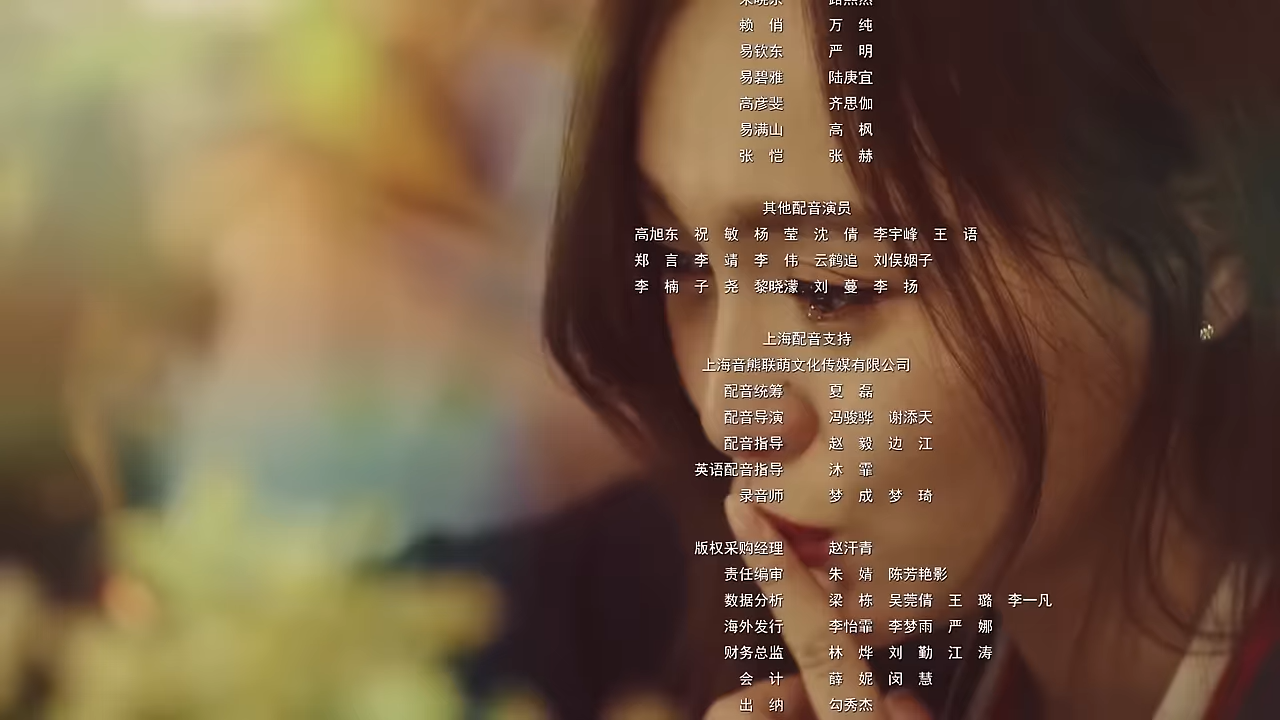 赖　俏　万　纯
易钦东　严　明
易碧雅　陆庚宜
高彦斐　齐思伽
易满山　高　枫
张　恺　张　赫
其他配音演员
高旭东　祝　敏　杨　莹　沈　倩　李宇峰　王　语
郑　言　李　靖　李　伟　云鹤追　刘俣姻子
李　楠　子　尧　黎晓濛　刘　蔓　李　扬
上海配音支持
上海音熊联萌文化传媒有限公司
配音统筹　夏　磊
配音导演　冯骏骅　谢添天
配音指导　赵　毅　边　江
英语配音指导　沐　霏
录音师　梦　成　梦　琦
版权采购经理　赵汗青
责任编审　朱　婧　陈芳艳影
数据分析　梁　栋　吴莞倩　王　璐　李一凡
海外发行　李怡霏　李梦雨　严　娜
财务总监　林　烨　刘　勤　江　涛
会　计　薛　妮　闵　慧
出　纳　勾秀杰